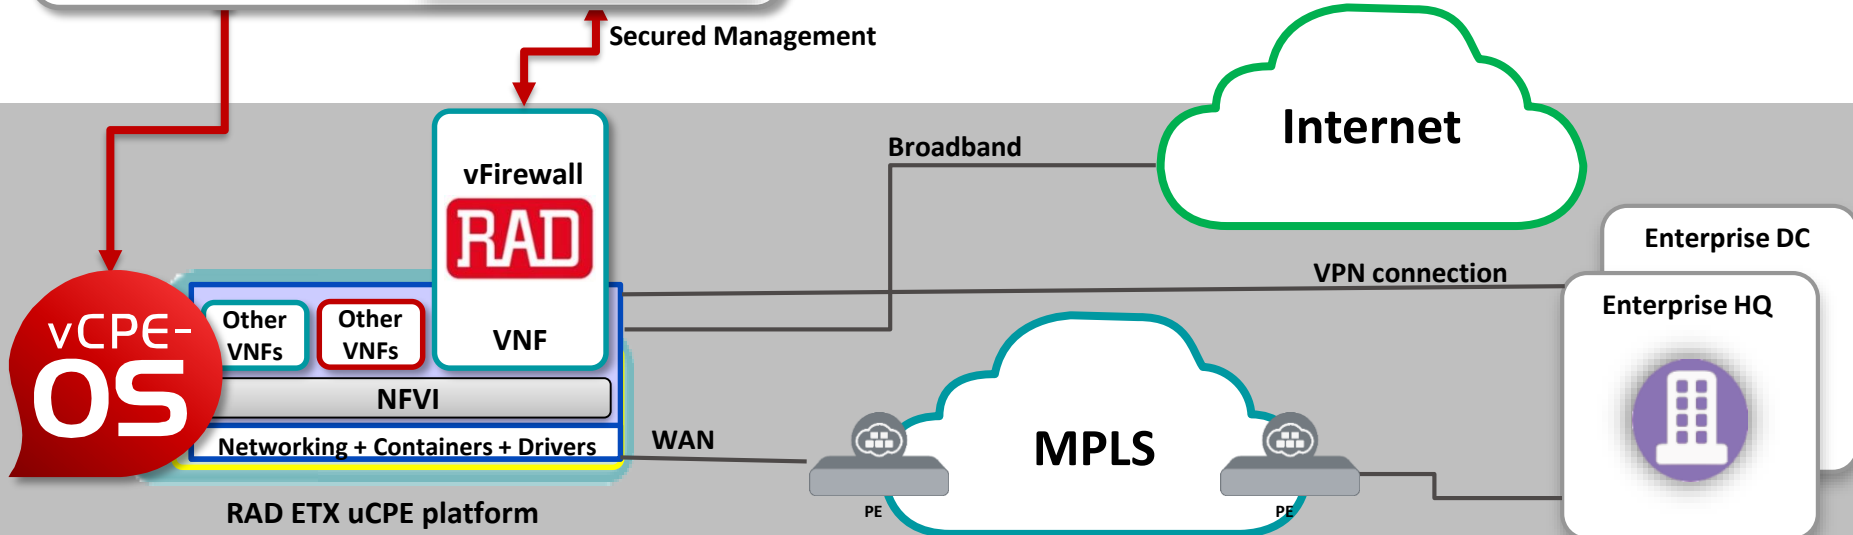 Secured Management
Internet
Broadband
vFirewall
RAD
VNF
Enterprise DC
VPN connection
Enterprise HQ
vCPE-
OS
Other
VNFs
Other
VNFs
NFVI
Networking + Containers + Drivers
WAN
MPLS
PE
PE
RAD ETX uCPE platform